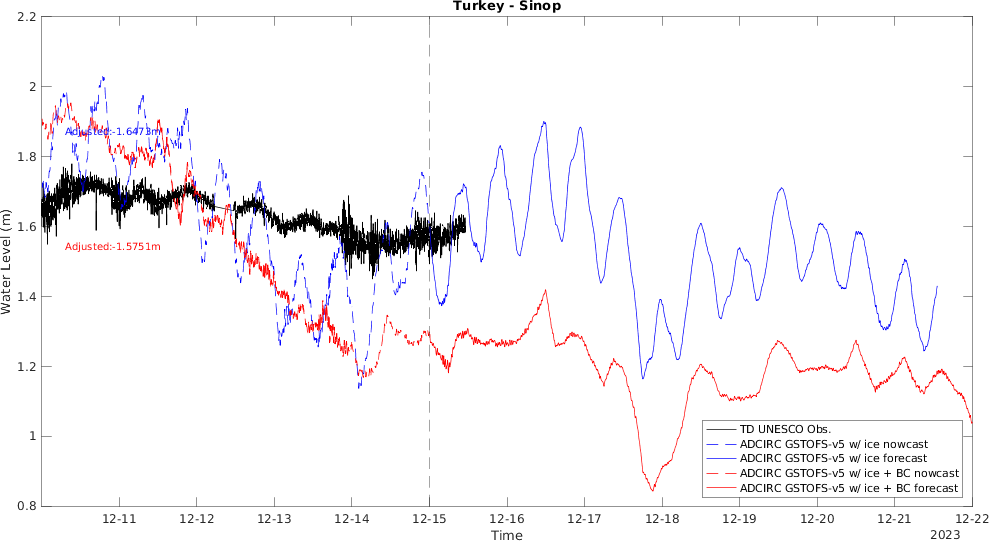 Turkey - Sinop
2.2
2
1.8
1.6
1.4
1.2
1
0.8
Water Level (m)
Adjusted:-1.6473m
Adjusted:-1.5751m
TD UNESCO Obs.
ADCIRC GSTOFS-v5 w/ ice nowcast
ADCIRC GSTOFS-v5 w/ ice forecast
ADCIRC GSTOFS-v5 w/ ice + BC nowcast
ADCIRC GSTOFS-v5 w/ ice + BC forecast
12-11 12-12 12-13 12-14 12-15 12-16 12-17 12-18 12-19 12-20 12-21 12-22
Time
2023